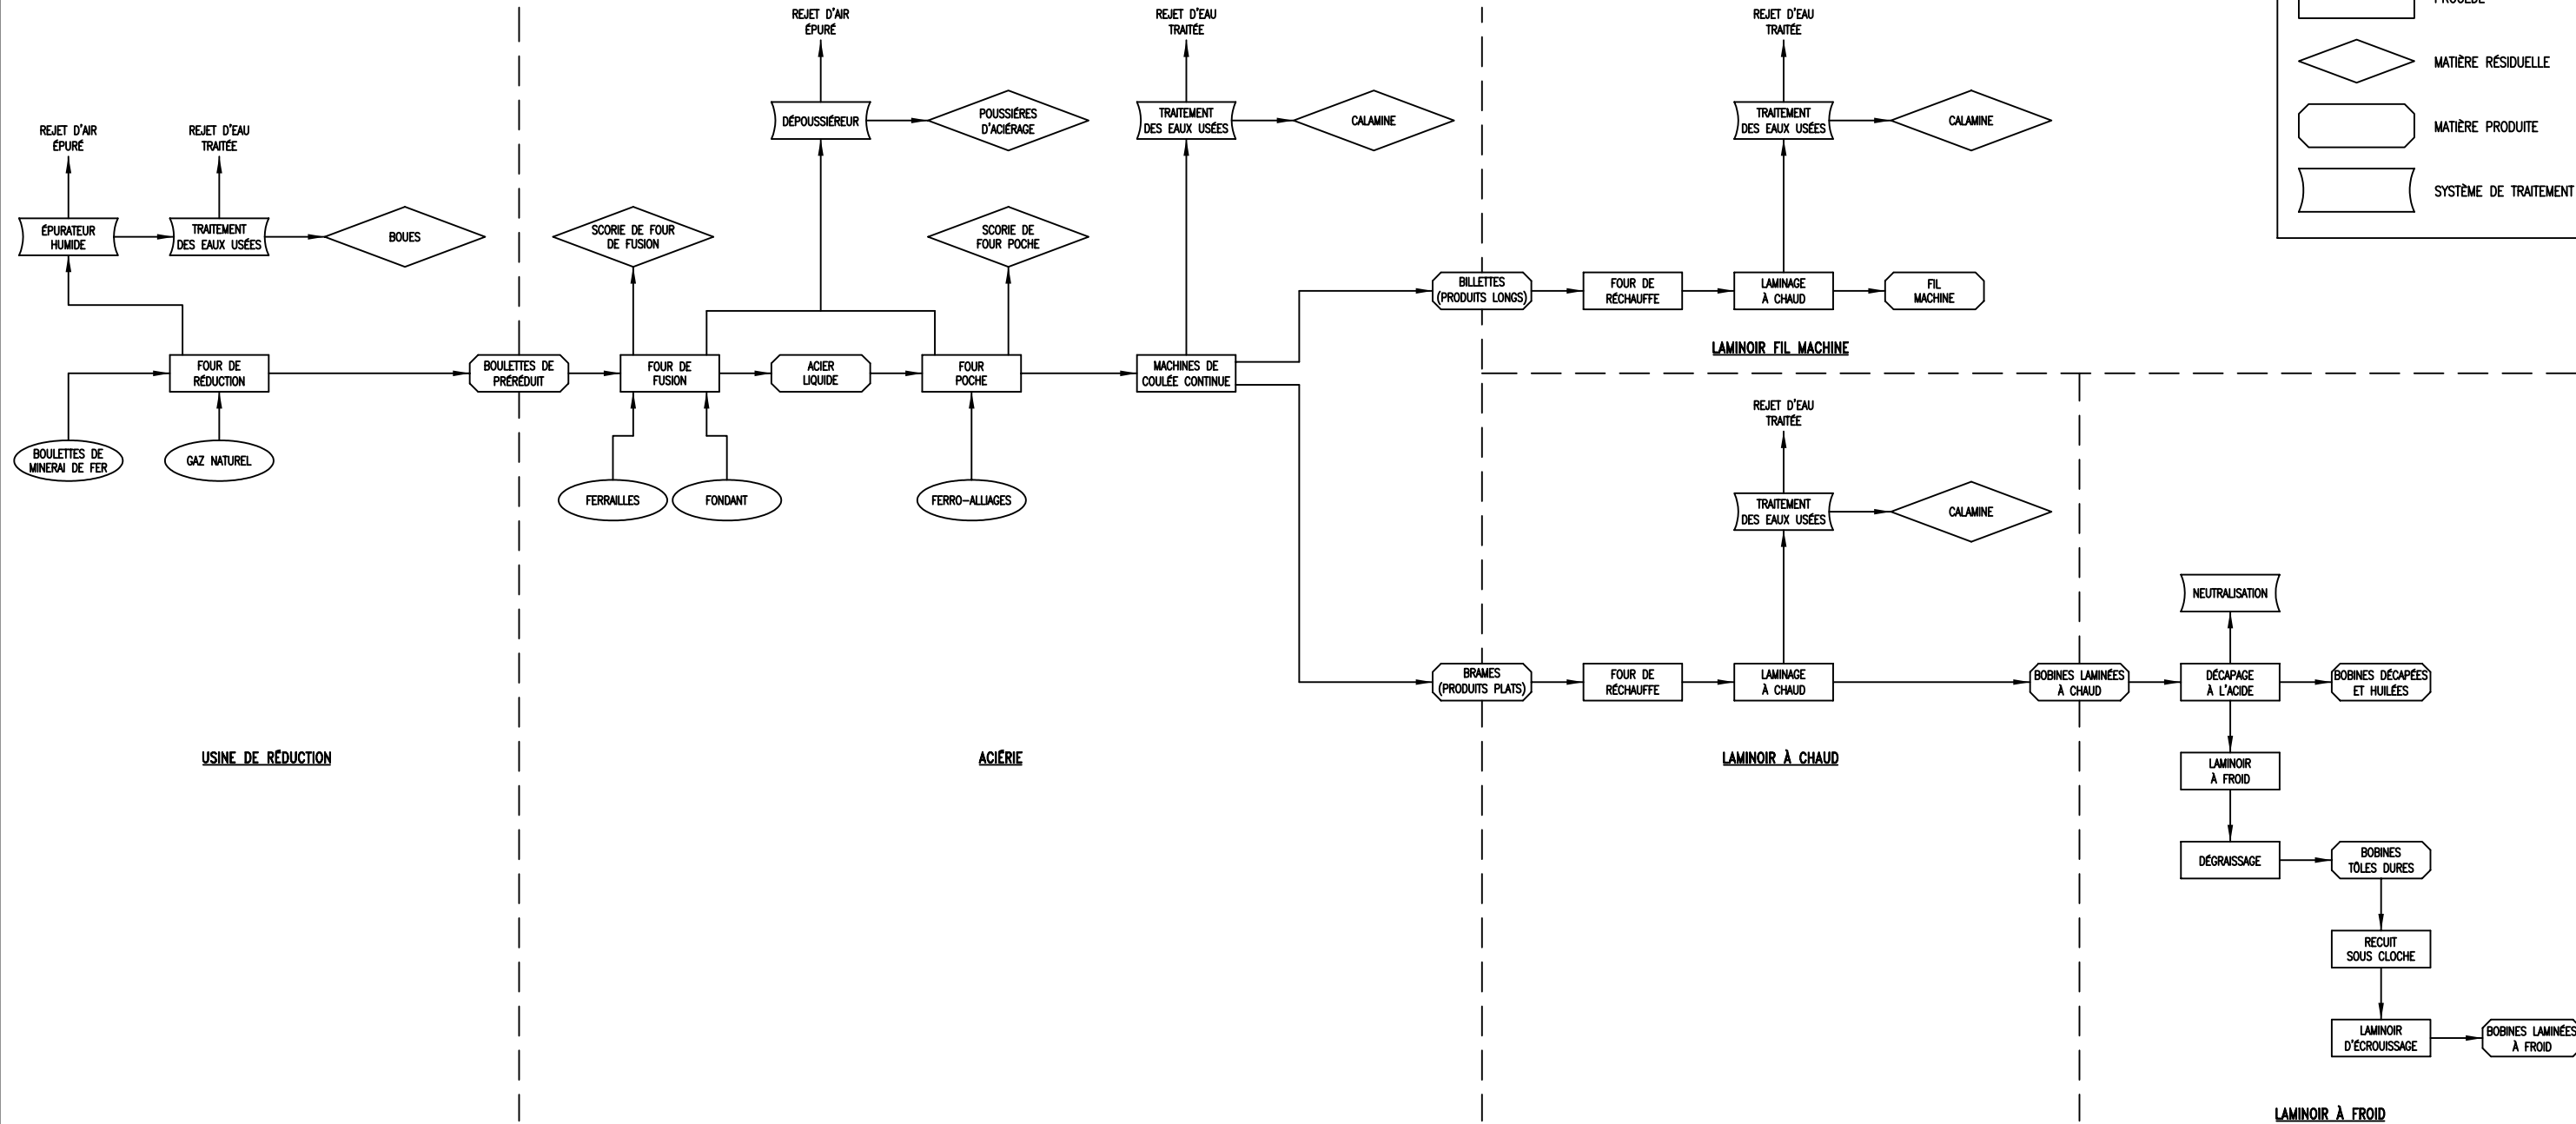 REJET D'AIR
ÉPURÉ
REJET D'EAU
TRAITÉE
ÉPURATEUR
HUMIDE
TRAITEMENT
DES EAUX USÉES
BOUES
FOUR DE
RÉDUCTION
BOULETTES DE
MINERAI DE FER
GAZ NATUREL
BOULETTES DE
PRÉRÉDUIT
USINE DE RÉDUCTION
REJET D'AIR
ÉPURÉ
DÉPOUSSIÉREUR
POUSSIÉRES
D'ACIÉRAGE
SCORIE DE FOUR
DE FUSION
SCORIE DE
FOUR POCHE
FOUR DE
FUSION
ACIER
LIQUIDE
FOUR
POCHE
FERRAILLES
FONDANT
FERRO-ALLIAGES
REJET D'EAU
TRAITÉE
TRAITEMENT
DES EAUX USÉES
CALAMINE
MACHINES DE
COULÉE CONTINUE
ACIÉRIE
BILLETTES
(PRODUITS LONGS)
FOUR DE
RÉCHAUFFE
LAMINAGE
À CHAUD
FIL
MACHINE
REJET D'EAU
TRAITÉE
TRAITEMENT
DES EAUX USÉES
CALAMINE
LAMINOIR FIL MACHINE
REJET D'EAU
TRAITÉE
TRAITEMENT
DES EAUX USÉES
CALAMINE
BRAMES
(PRODUITS PLATS)
FOUR DE
RÉCHAUFFE
LAMINAGE
À CHAUD
BOBINES LAMINÉES
À CHAUD
LAMINOIR À CHAUD
NEUTRALISATION
DÉCAPAGE
À L'ACIDE
BOBINES DÉCAPÉES
ET HUILÉES
LAMINOIR
À FROID
DÉGRAISSAGE
BOBINES
TÔLES DURES
RECUIT
SOUS CLOCHE
LAMINOIR
D'ÉCROUISSAGE
BOBINES LAMINÉES
À FROID
LAMINOIR À FROID
MATIÈRE RÉSIDUELLE
MATIÈRE PRODUITE
SYSTÈME DE TRAITEMENT